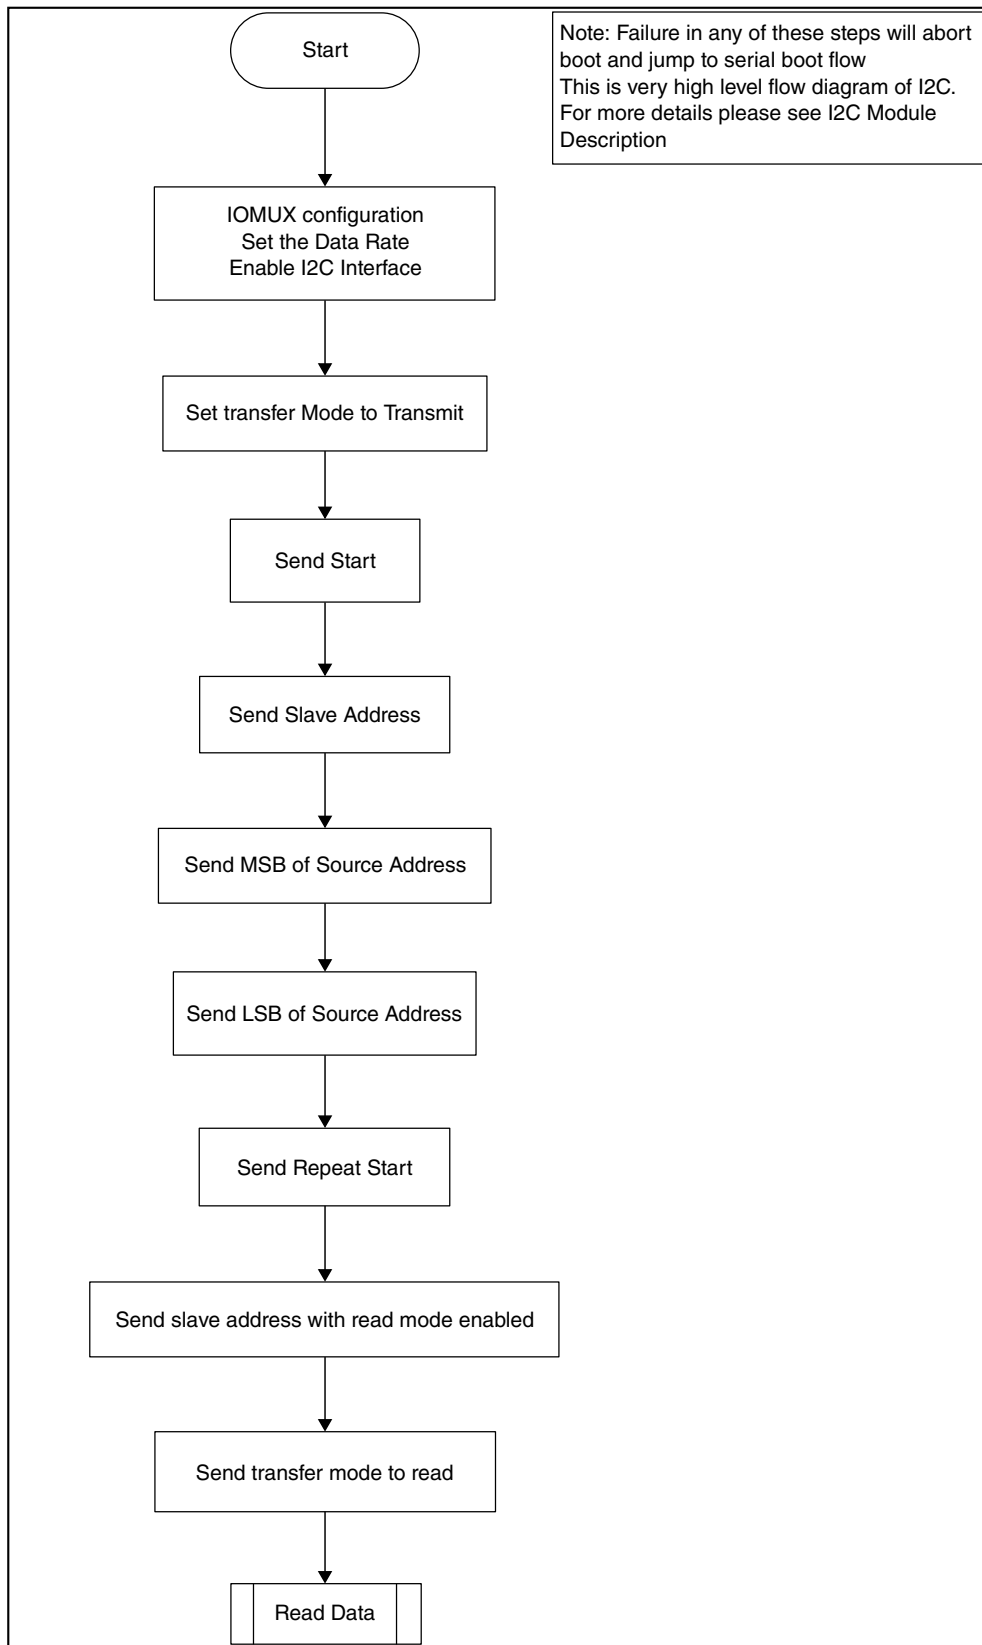 Start
Note: Failure in any of these steps will abort
boot and jump to serial boot flow
This is very high level flow diagram of I2C.
For more details please see I2C Module
Description
IOMUX configuration
Set the Data Rate
Enable I2C Interface
Set transfer Mode to Transmit
Send Start
Send Slave Address
Send MSB of Source Address
Send LSB of Source Address
Send Repeat Start
Send slave address with read mode enabled
Send transfer mode to read
Read Data